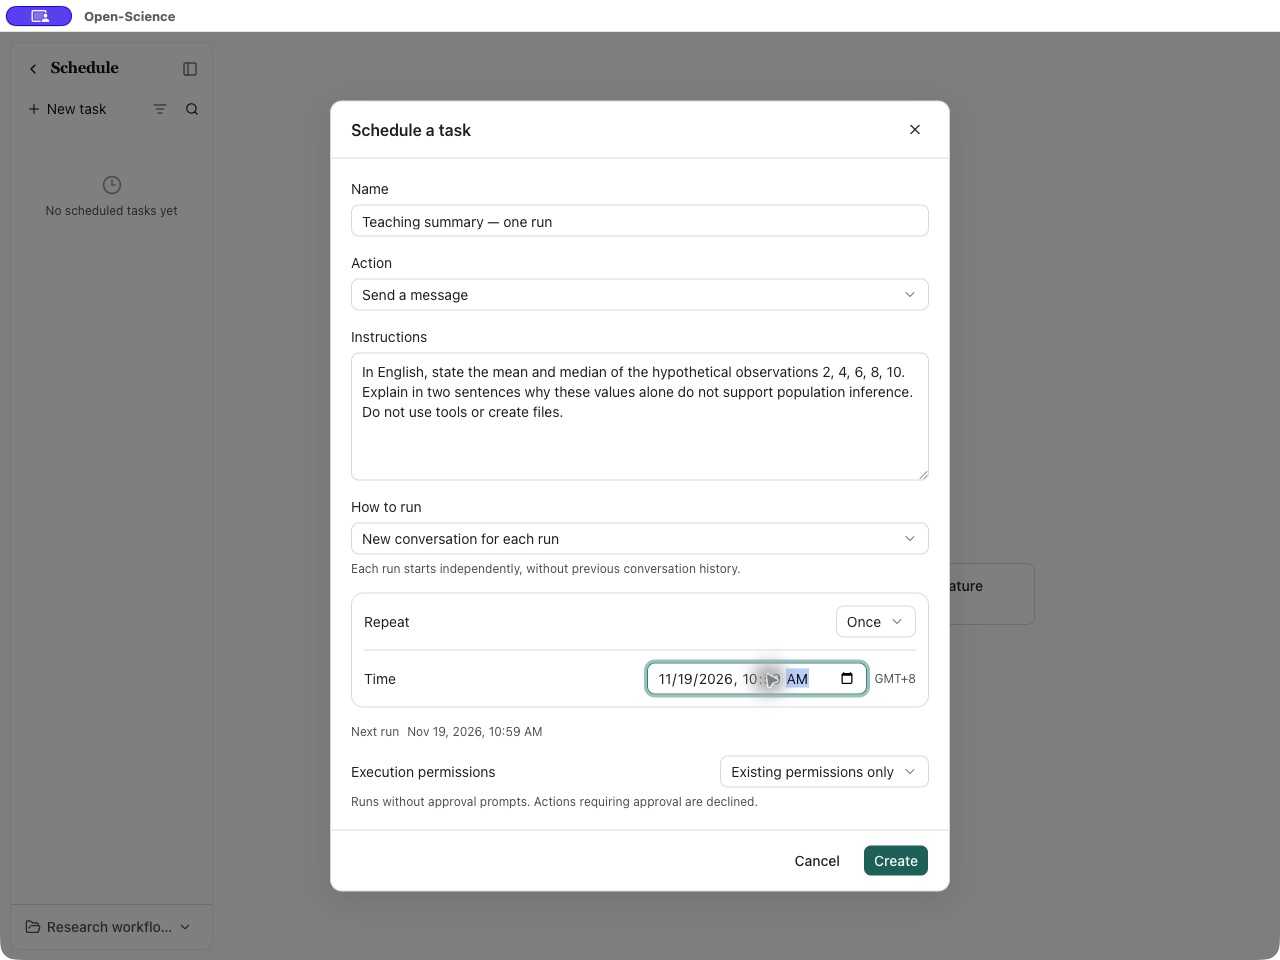 Open-Science
Schedule
New task
No scheduled tasks yet
Schedule a task
Name
Teaching summary — one run
Action
Send a message
Instructions
In English, state the mean and median of the hypothetical observations 2, 4, 6, 8, 10.
Explain in two sentences why these values alone do not support population inference.
Do not use tools or create files.
How to run
New conversation for each run
Each run starts independently, without previous conversation history.
ature
Repeat
Once
Time
11/19/2026, 10:59 AM
GMT+8
Next run Nov 19, 2026, 10:59 AM
Execution permissions
Existing permissions only
Runs without approval prompts. Actions requiring approval are declined.
Cancel
Create
Research workflo...